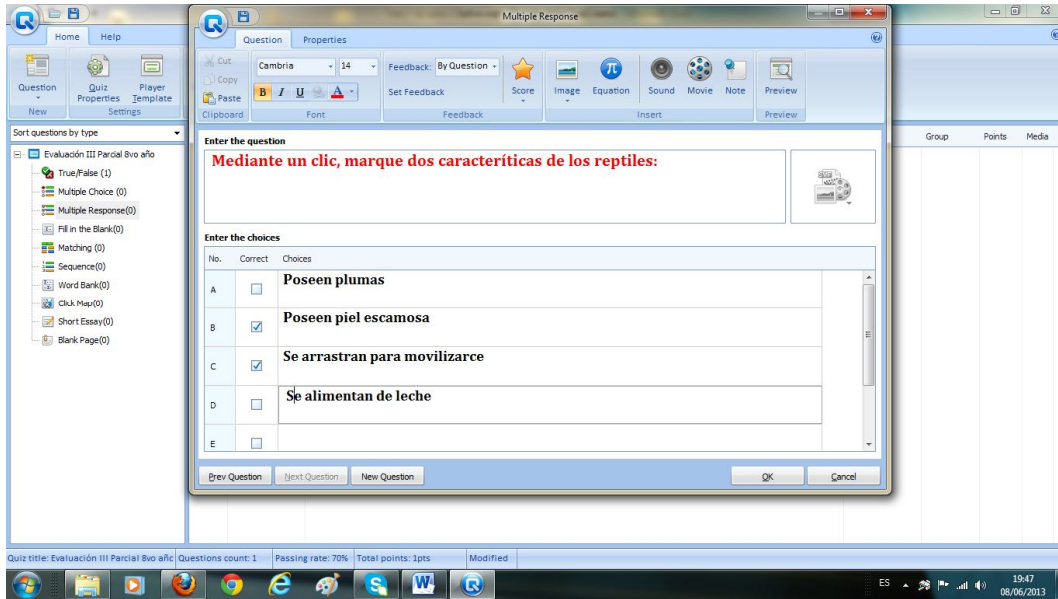 Multiple Response
Home Help
Question Properties
Question
Quiz Properties
Player Template
New
Settings
Cut
Copy
Paste
Clipboard
Cambria 14
B I U A
Font
Feedback: By Question
Set Feedback
Score
Feedback
Image
Equation
Sound
Movie
Note
Insert
Preview
Preview
Sort questions by type
Evaluación III Parcial 8vo año
True/False (1)
Multiple Choice (0)
Multiple Response(0)
Fill in the Blank(0)
Matching (0)
Sequence(0)
Word Bank(0)
Click Map(0)
Short Essay(0)
Blank Page(0)
Group Points Media
Enter the question
Mediante un clic, marque dos características de los reptiles:
Enter the choices
No. Correct Choices
A Poseen plumas
B Poseen piel escamosa
C Se arrastran para movilizarce
D Se alimentan de leche
E
Prev Question Next Question New Question OK Cancel
Quiz title: Evaluación III Parcial 8vo añc Questions count: 1 Passing rate: 70% Total points: 1pts Modified
ES 19:47
08/06/2013